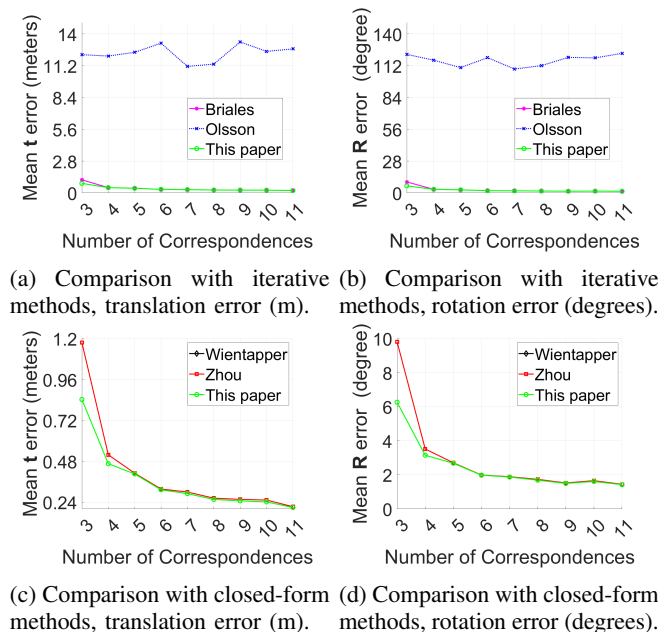 14
11.2
8.4
5.6
2.8
0
Mean t error (meters)
Briales
Olsson
This paper
3 4 5 6 7 8 9 10 11
Number of Correspondences
140
112
84
56
28
0
Mean R error (degree)
Briales
Olsson
This paper
3 4 5 6 7 8 9 10 11
Number of Correspondences
(a) Comparison with iterative
methods, translation error (m).
(b) Comparison with iterative
methods, rotation error (degrees).
1.2
0.96
0.72
0.48
0.24
Mean t error (meters)
Wientapper
Zhou
This paper
3 4 5 6 7 8 9 10 11
Number of Correspondences
10
8
6
4
2
0
Mean R error (degree)
Wientapper
Zhou
This paper
3 4 5 6 7 8 9 10 11
Number of Correspondences
(c) Comparison with closed-form
methods, translation error (m).
(d) Comparison with closed-form
methods, rotation error (degrees).